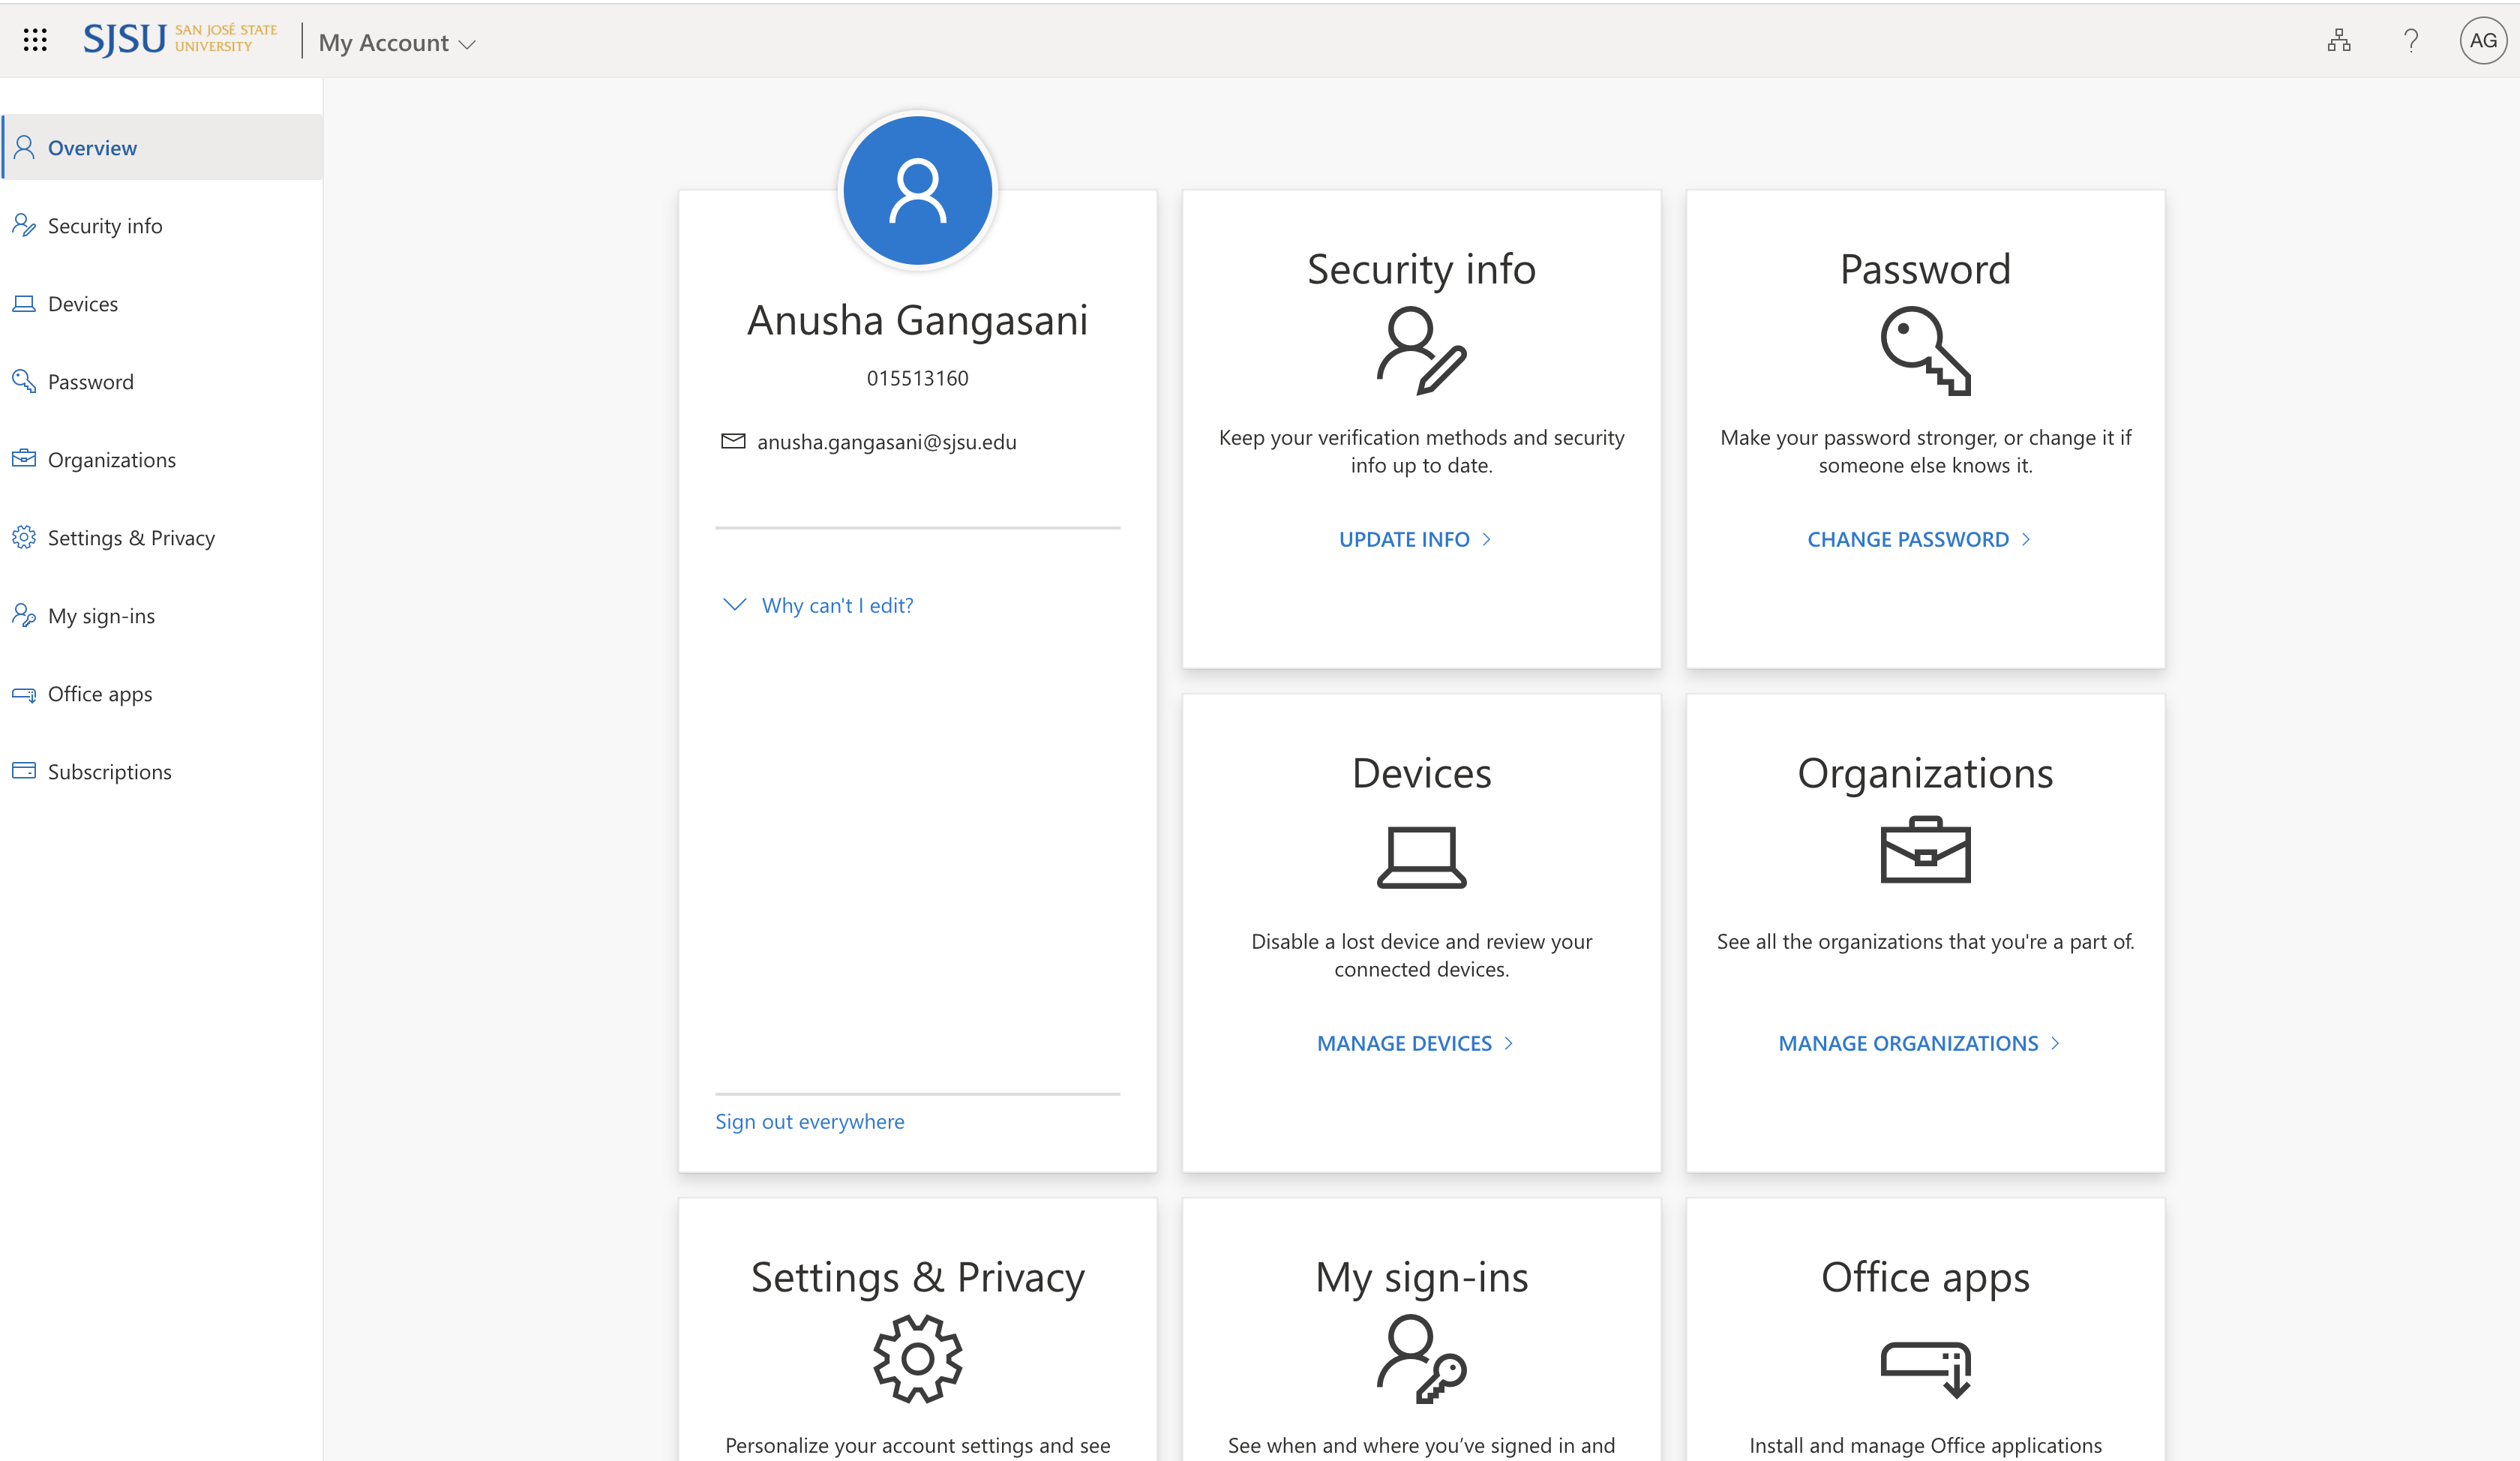 SJSU SAN JOSÉ STATE
UNIVERSITY
My Account
?
AG
Overview
Security info
Devices
Password
Organizations
Settings & Privacy
My sign-ins
Office apps
Subscriptions
Anusha Gangasani
015513160
anusha.gangasani@sjsu.edu
Why can't I edit?
Sign out everywhere
Security info
Keep your verification methods and security
info up to date.
UPDATE INFO
Password
Make your password stronger, or change it if
someone else knows it.
CHANGE PASSWORD
Devices
Disable a lost device and review your
connected devices.
MANAGE DEVICES
Organizations
See all the organizations that you're a part of.
MANAGE ORGANIZATIONS
Settings & Privacy
Personalize your account settings and see
My sign-ins
See when and where you’ve signed in and
Office apps
Install and manage Office applications